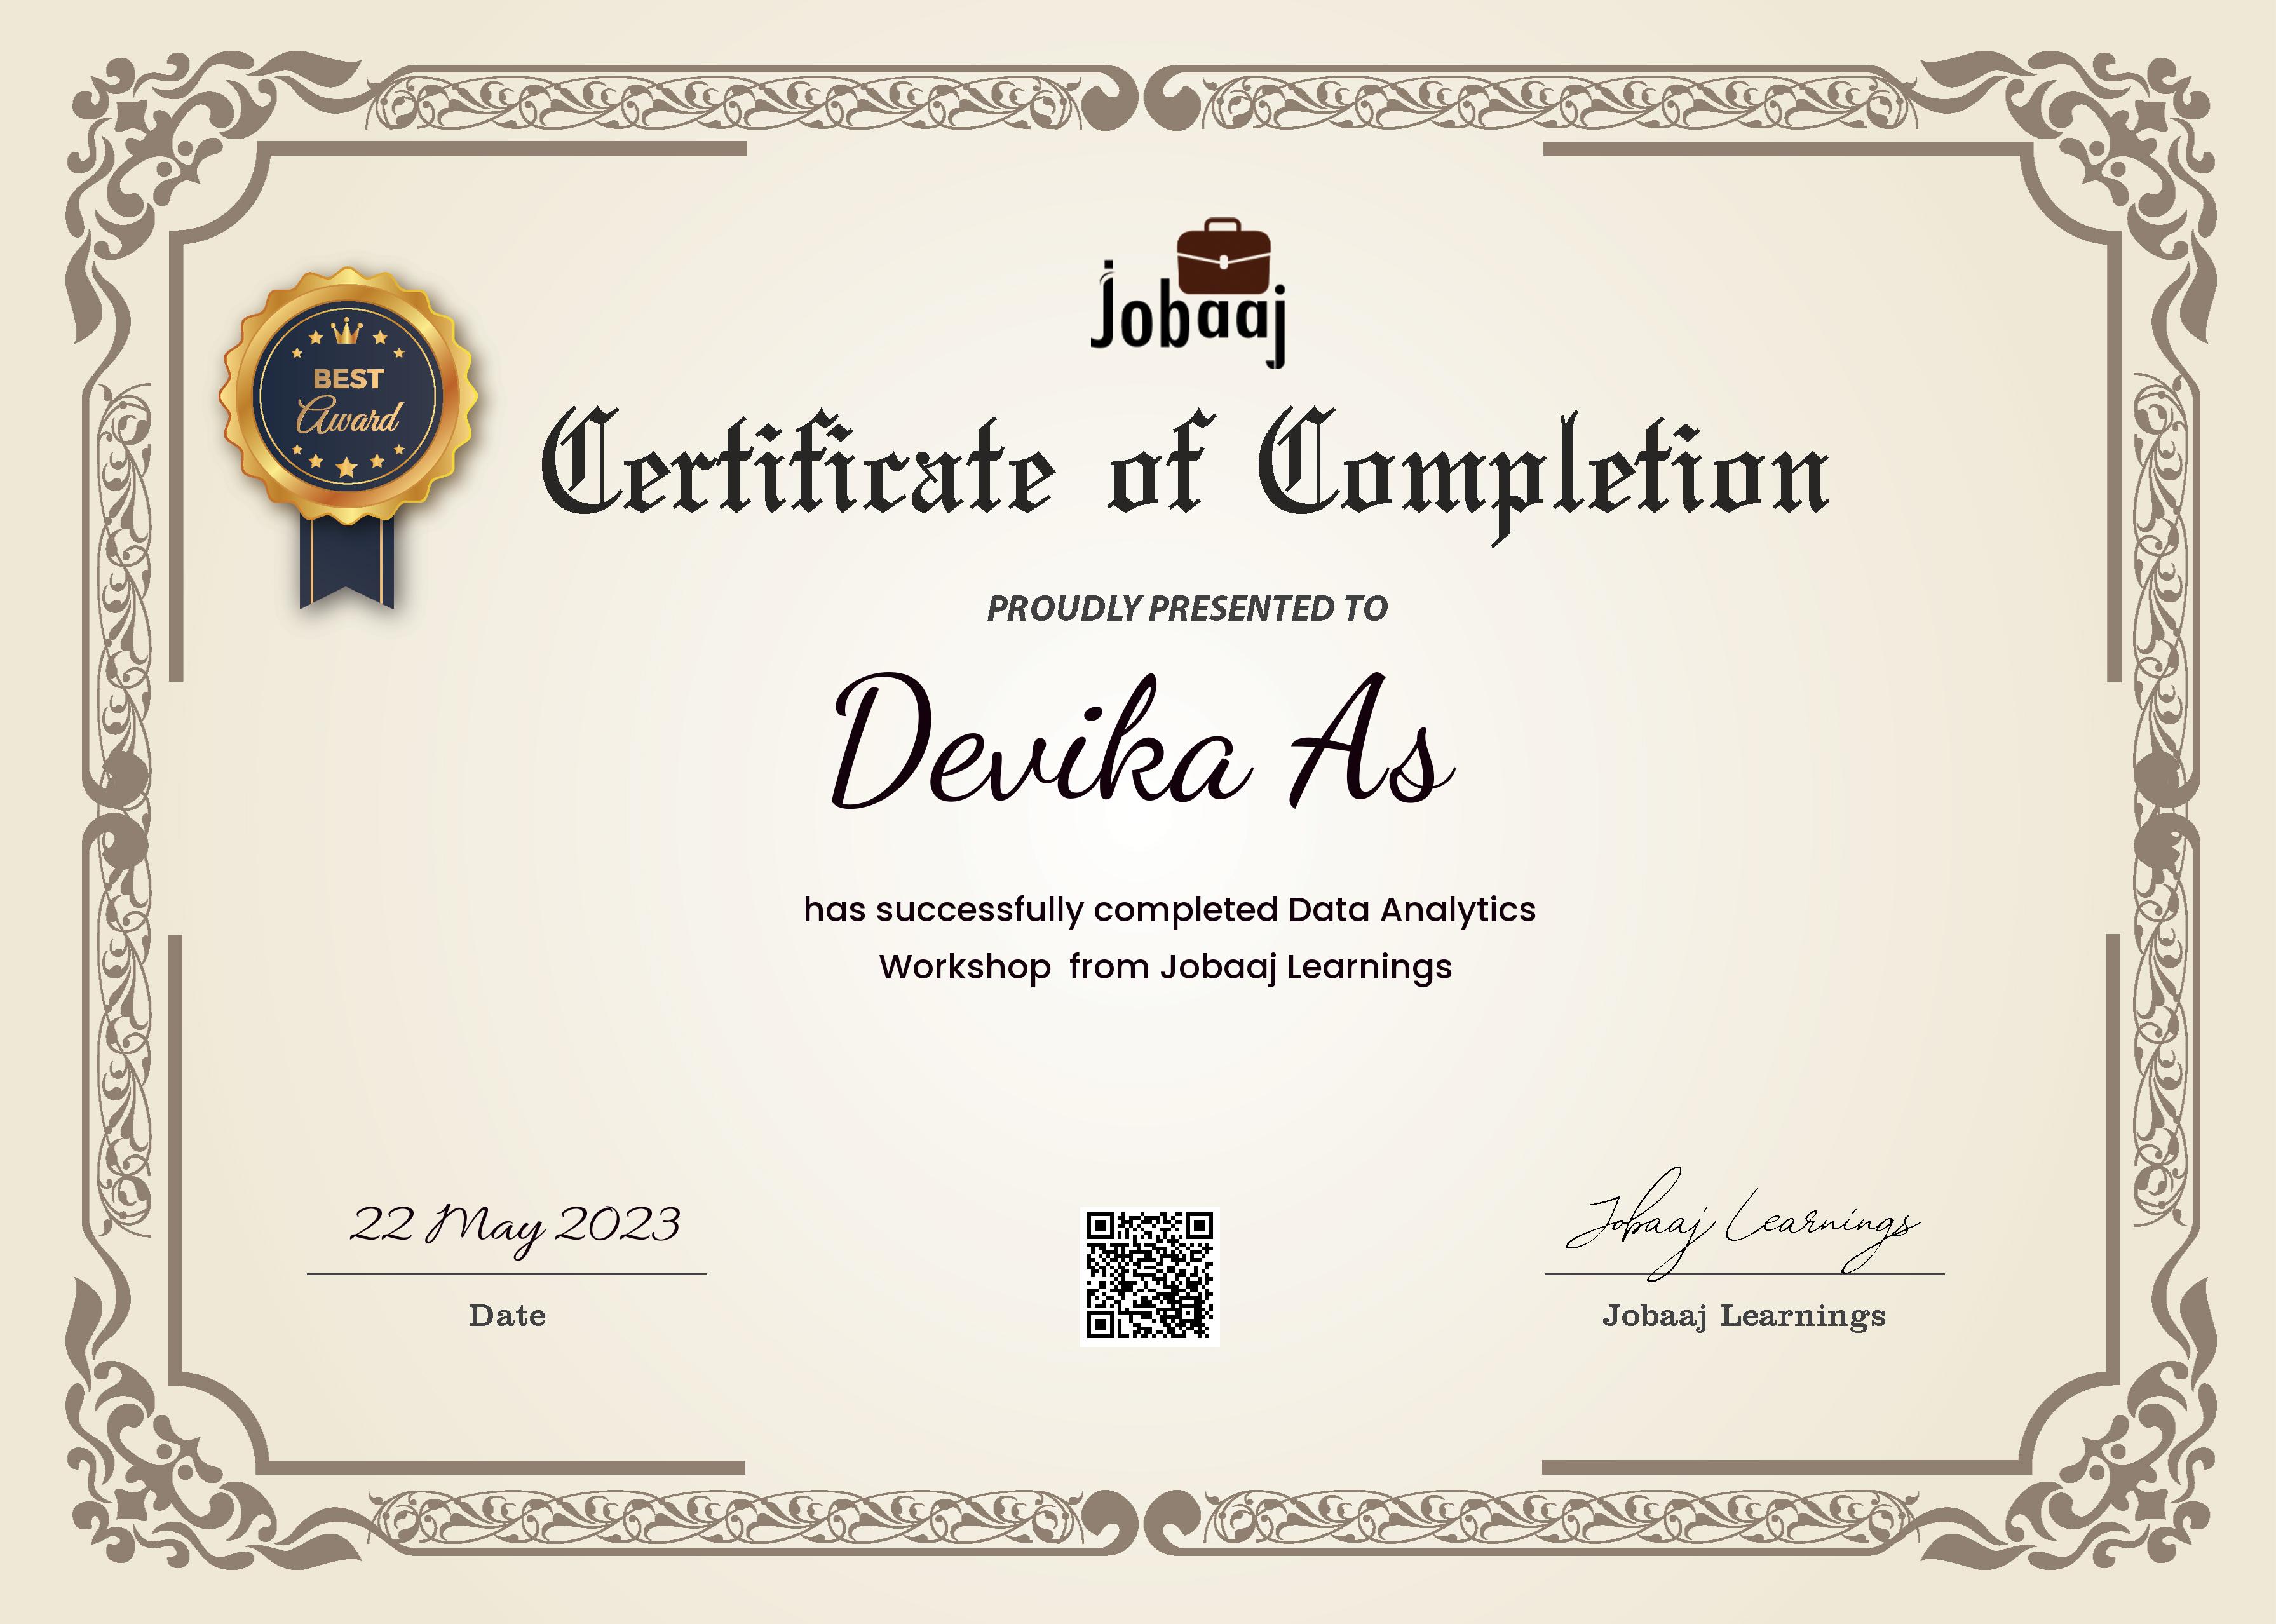 jobaaj
BEST
Award
Certificate of Completion
PROUDLY PRESENTED TO
Devika As
has successfully completed Data Analytics
Workshop from Jobaaj Learnings
22 May 2023
Date
Jobaaj Learnings
Jobaaj Learnings